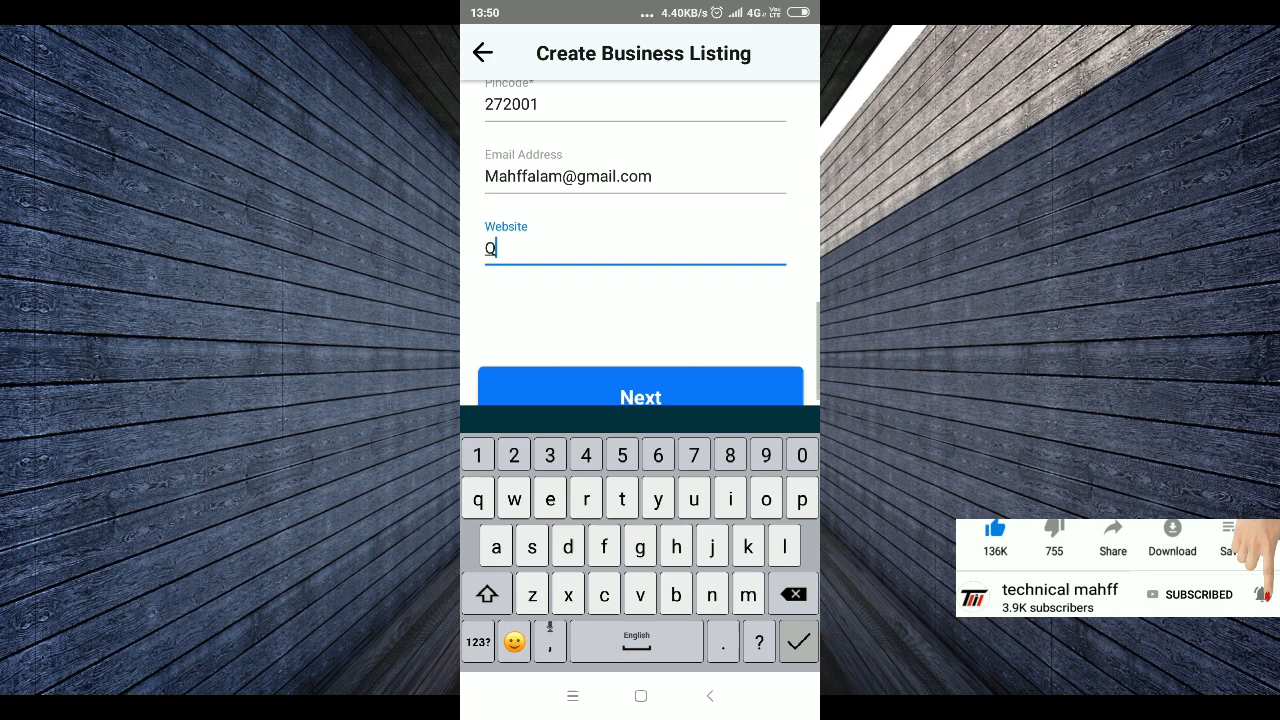 13:50 ... 4.40KB/s 4G Vo LTE
Create Business Listing
Pincode*
272001
Email Address
Mahffalam@gmail.com
Website
Q
Next
1 2 3 4 5 6 7 8 9 0
q w e r t y u i o p
a s d f g h j k l
z x c v b n m
123? , English . ?
136K 755 Share Download
technical mahff SUBSCRIBED
3.9K subscribers